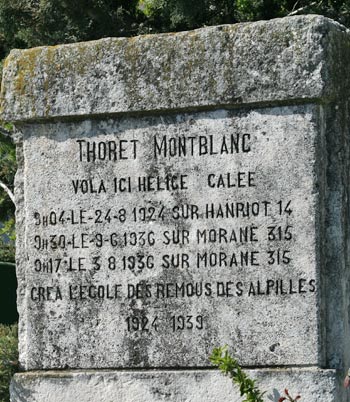 THORET MONTBLANC
VOLA ICI HELICE CALEE
9H04-LE-24-8 1924 SUR HANRIOT 14
9H30-LE-9-6 1936 SUR MORANE 315
9H17 LE 3 8 1936 SUR MORANE 315
CREA L'ECOLE DES REMOUS DES ALPILLES
1924 1939